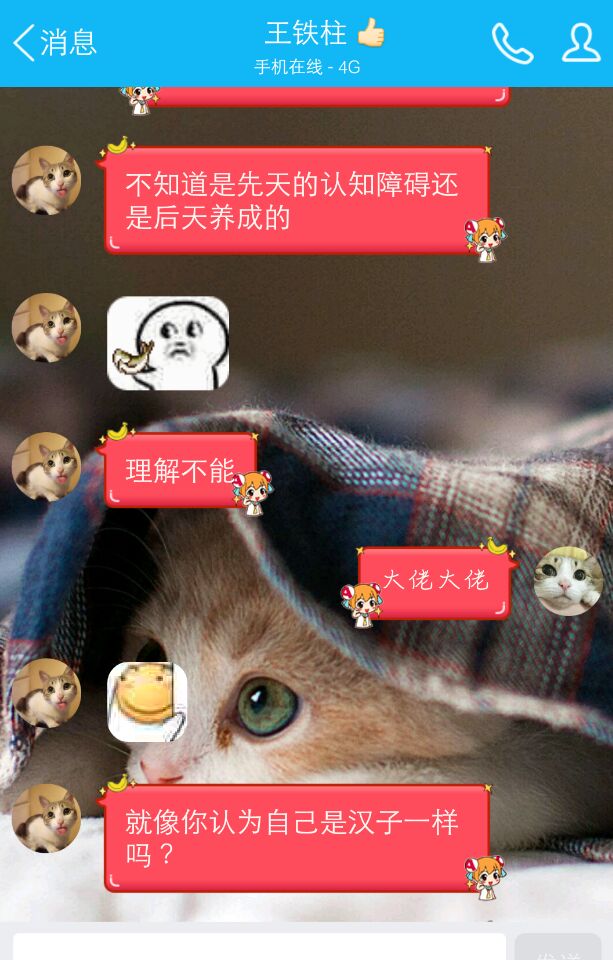 消息
王铁柱
手机在线 - 4G
不知道是先天的认知障碍还
是后天养成的
理解不能
大佬大佬
就像你认为自己是汉子一样
吗？
发送